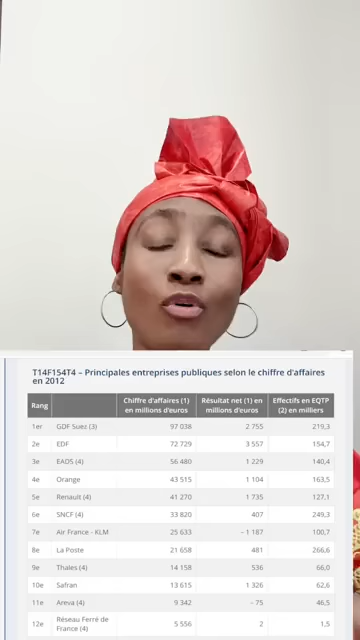 T14F154T4 – Principales entreprises publiques selon le chiffre d'affaires
en 2012
Rang Chiffre d'affaires (1) en millions d'euros Résultat net (1) en millions d'euros Effectifs en EQTP (2) en milliers
1er GDF Suez (3) 97 038 2 755 219,3
2e EDF 72 729 3 557 154,7
3e EADS (4) 56 480 1 229 140,4
4e Orange 43 515 1 104 163,5
5e Renault (4) 41 270 1 735 127,1
6e SNCF (4) 33 820 407 249,3
7e Air France - KLM 25 633 – 1 187 100,7
8e La Poste 21 658 481 266,6
9e Thales (4) 14 158 536 66,0
10e Safran 13 615 1 326 62,6
11e Areva (4) 9 342 – 75 46,5
12e Réseau Ferré de France (4) 5 556 2 1,5